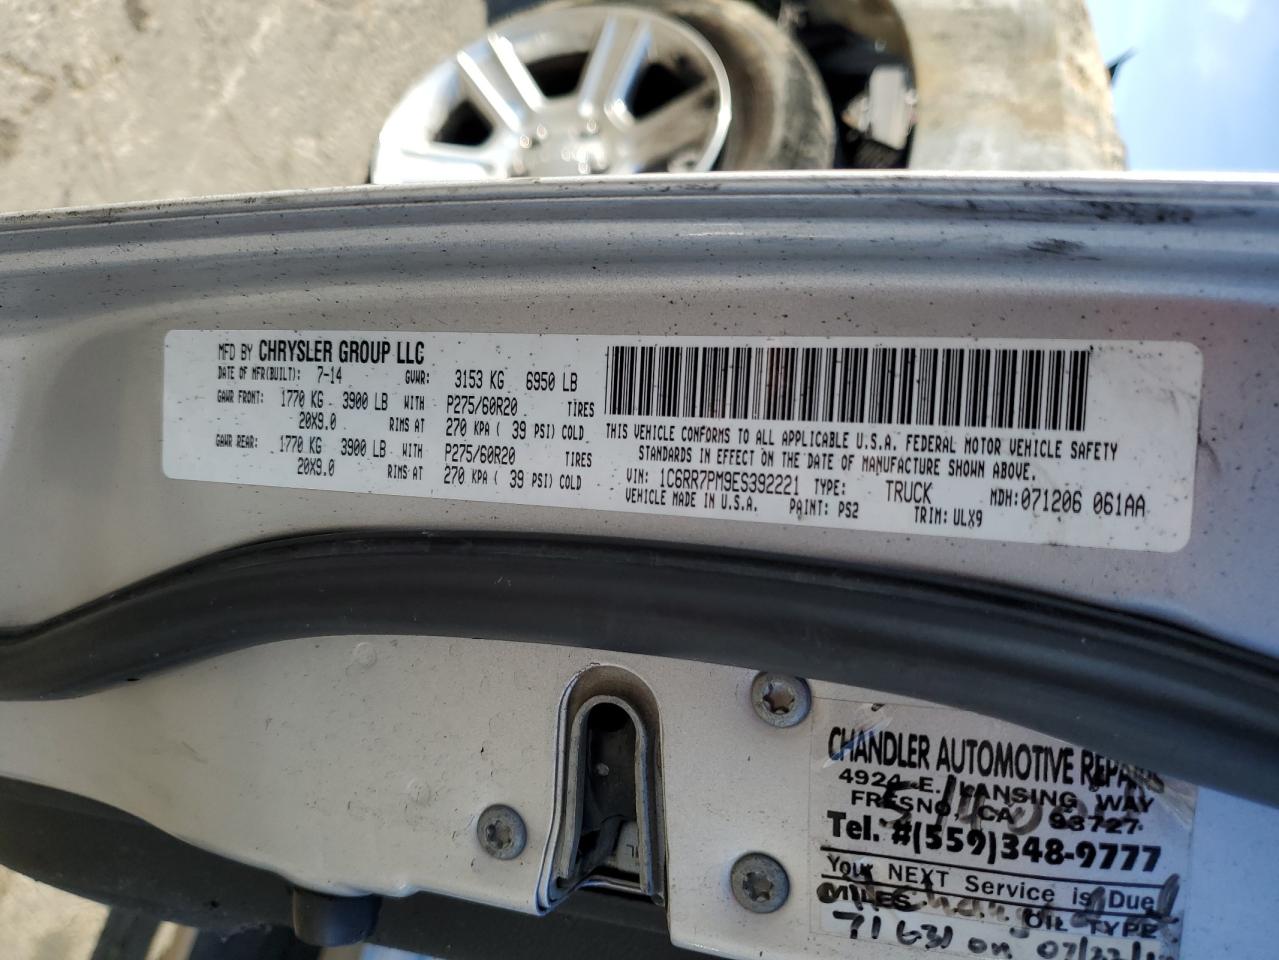 MFD BY CHRYSLER GROUP LLC
DATE OF MFR(BUILT): 7-14 GVWR: 3153 KG 6950 LB
GAWR FRONT: 1770 KG 3900 LB WITH P275/60R20 TIRES
20X9.0 RIMS AT 270 KPA ( 39 PSI) COLD
GAWR REAR: 1770 KG 3900 LB WITH P275/60R20 TIRES
20X9.0 RIMS AT 270 KPA ( 39 PSI) COLD
THIS VEHICLE CONFORMS TO ALL APPLICABLE U.S.A. FEDERAL MOTOR VEHICLE SAFETY
STANDARDS IN EFFECT ON THE DATE OF MANUFACTURE SHOWN ABOVE.
VIN: 1C6RR7PM9ES392221 TYPE: TRUCK MDH:071206 061AA
VEHICLE MADE IN U.S.A. PAINT: PS2 TRIM: ULX9
CHANDLER AUTOMOTIVE REPAIRS
4924 E. LANSING WAY
FRESNO, CA 93727
Tel. #(559)348-9777
Your NEXT Service is Due
MILES OIL TYPE
71631 on